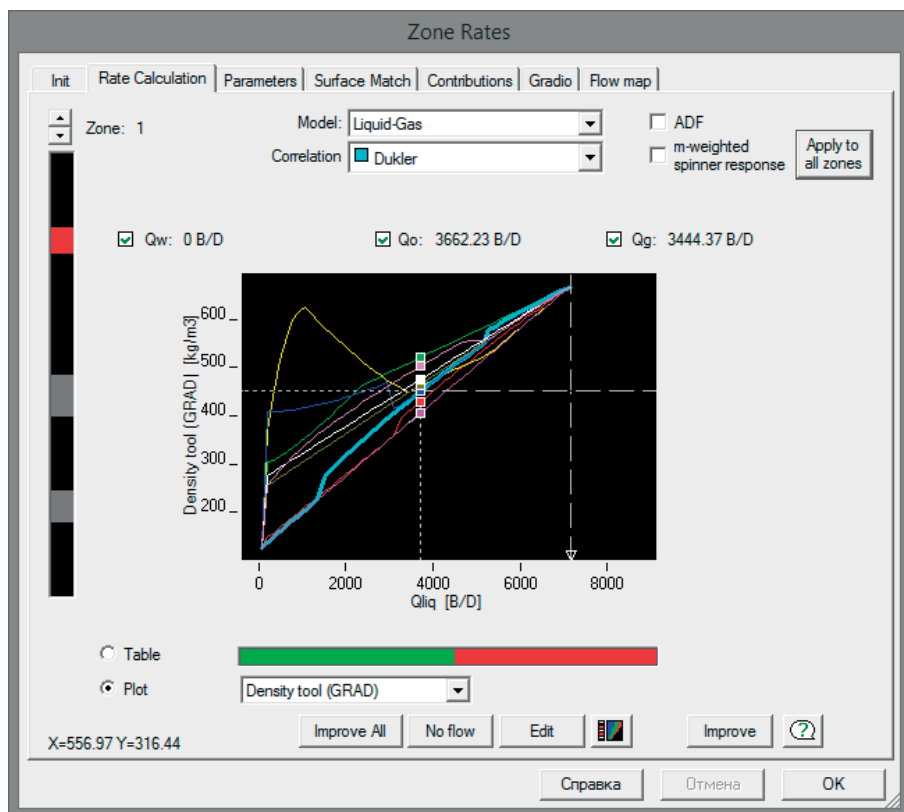 Zone Rates
Init Rate Calculation Parameters Surface Match Contributions Gradio Flow map
Zone: 1
Model: Liquid-Gas
Correlation Dukler
ADF
m-weighted
spinner response
Apply to
all zones
Qw: 0 B/D Qo: 3662.23 B/D Qg: 3444.37 B/D
Density tool (GRAD) [kg/m3]
600
500
400
300
200
0 2000 4000 6000 8000
Qliq [B/D]
Table
Plot
Density tool (GRAD)
Improve All No flow Edit Improve ?
X=556.97 Y=316.44
Справка Отмена OK